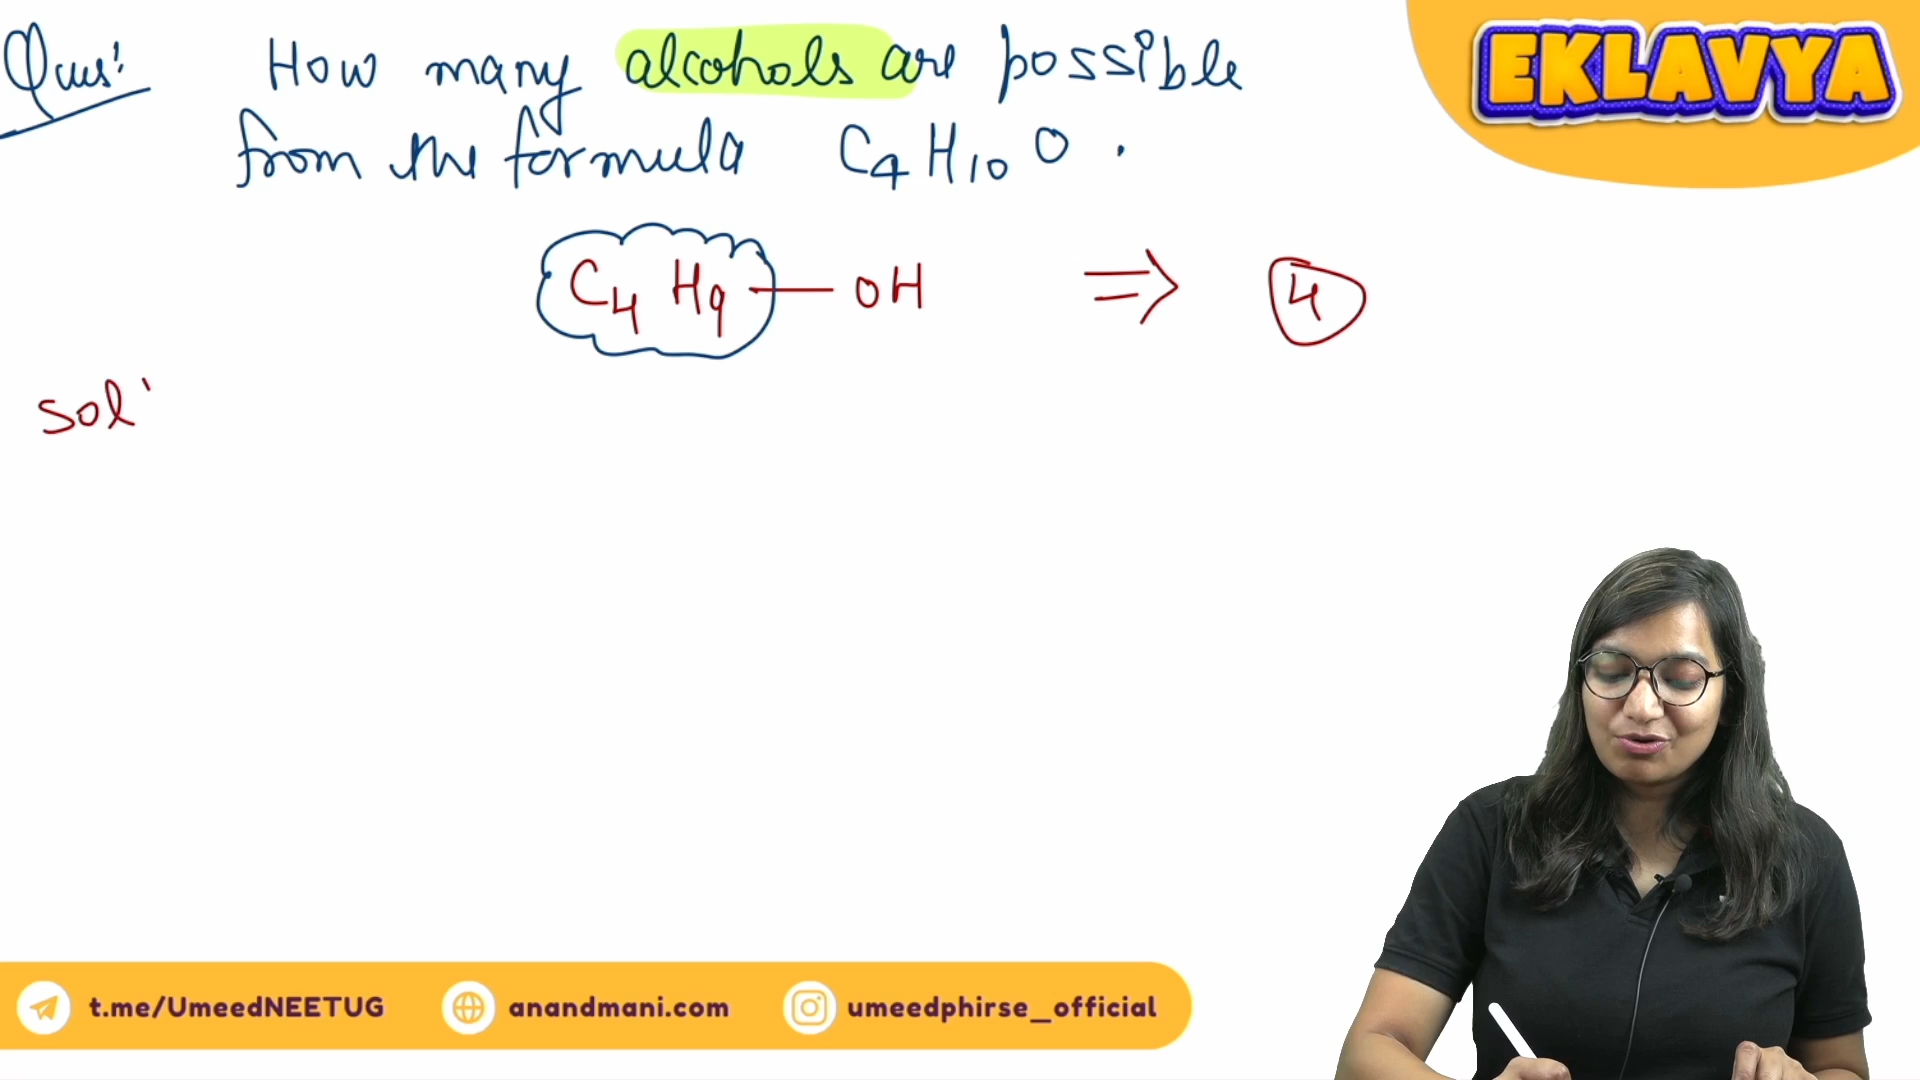 Ques:
How many alcohols are possible
from the formula C4H10O.
EKLAVYA
C4H9—OH ⇒ 4
Sol'
t.me/UmeedNEETUG
anandmani.com
umeedphirse_official